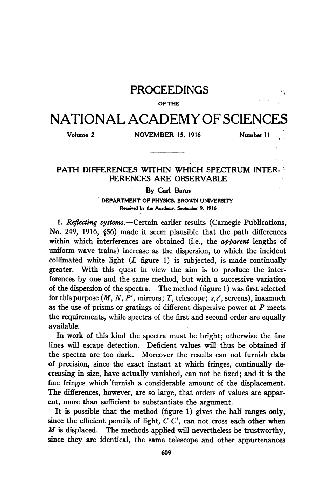 PROCEEDINGS
OF THE
NATIONAL ACADEMY OF SCIENCES
Volume 2 NOVEMBER 15, 1916 Number 11
PATH DIFFERENCES WITHIN WHICH SPECTRUM INTER-
FERENCES ARE OBSERVABLE
By Carl Barus
DEPARTMENT OF PHYSICS, BROWN UNIVERSITY
Received by the Academy, September 9, 1916
1. Reflecting systems.—Certain earlier results (Carnegie Publications,
No. 249, 1916, §56) made it seem plausible that the path differences
within which interferences are obtained (i.e., the apparent lengths of
uniform wave trains) increase as the dispersion, to which the incident
collimated white light (L figure 1) is subjected, is made continually
greater. With this quest in view the aim is to produce the inter-
ferences by one and the same method, but with a successive variation
of the dispersion of the spectra. The method (figure 1) was first selected
for this purpose (M, N, P', mirrors; T, telescope; s, s', screens), inasmuch
as the use of prisms or gratings of different dispersive power at P meets
the requirements, while spectra of the first and second order are equally
available.
In work of this kind the spectra must be bright; otherwise the fine
lines will escape detection. Deficient values will thus be obtained if
the spectra are too dark. Moreover the results can not furnish data
of precision, since the exact instant at which fringes, continually de-
creasing in size, have actually vanished, can not be fixed; and it is the
fine fringes which furnish a considerable amount of the displacement.
The differences, however, are so large, that orders of values are appar-
ent, more than sufficient to substantiate the argument.
It is possible that the method (figure 1) gives the half ranges only,
since the efficient pencils of light, C C', can not cross each other when
M is displaced. The methods applied will nevertheless be trustworthy,
since they are identical, the same telescope and other appurtenances
609